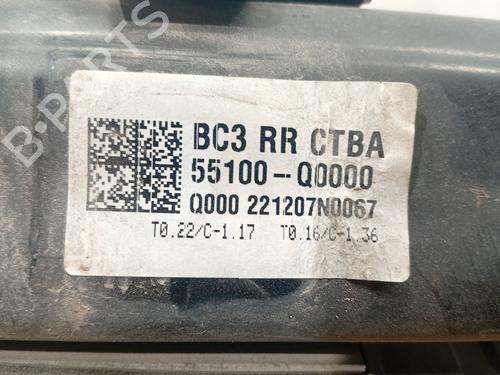 B-PARTS
BC3 RR CTBA
55100-Q0000
Q000 221207N0067
T0.22/C-1.17 T0.16/C-1.36